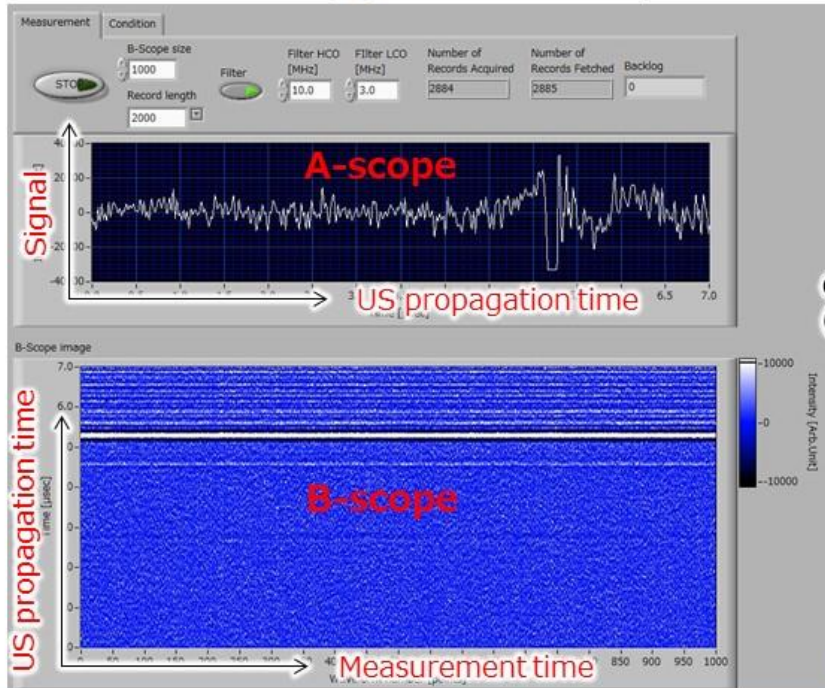 Measurement Condition
B-Scope size
1000
Record length
2000
Filter
Filter HCO
[MHz]
10.0
FIlter LCO
[MHz]
3.0
Number of
Records Acquired
2884
Number of
Records Fetched
2885
Backlog
0
A-scope
Signal
US propagation time
6.5 7.0
B-Scope image
7.0
6.0
B-scope
US propagation time
Time [μsec]
10000
0
-10000
Intensity [Arb.Unit]
0 50 100
850 900 950 1000
Measurement time